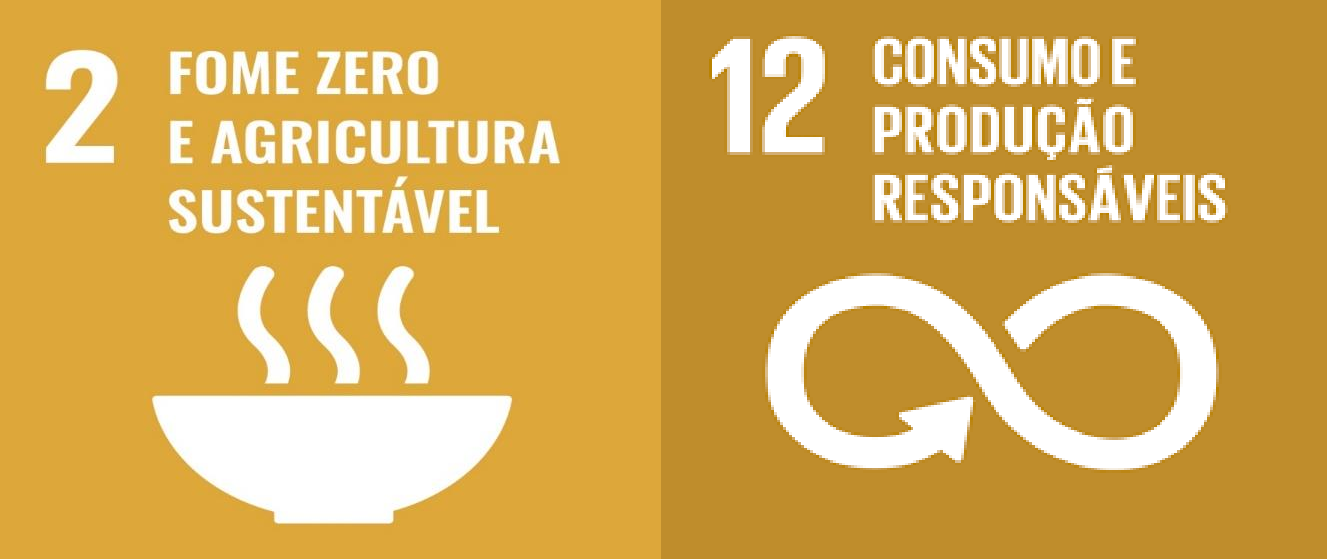 2
FOME ZERO
E AGRICULTURA
SUSTENTÁVEL
12
CONSUMO E
PRODUÇÃO
RESPONSÁVEIS